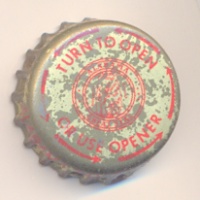 TURN TO OPEN
OR USE OPENER